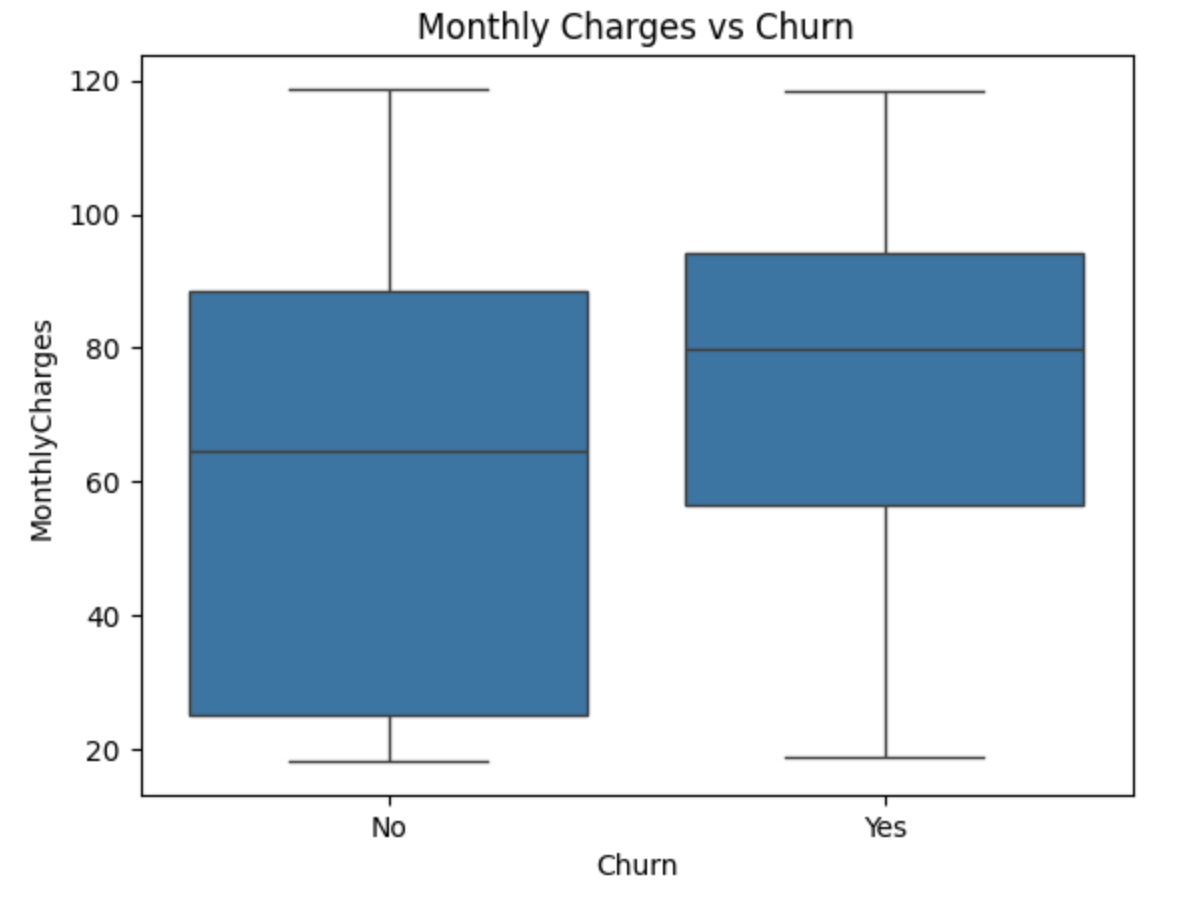 Monthly Charges vs Churn
120
100
80
60
40
20
MonthlyCharges
No
Yes
Churn